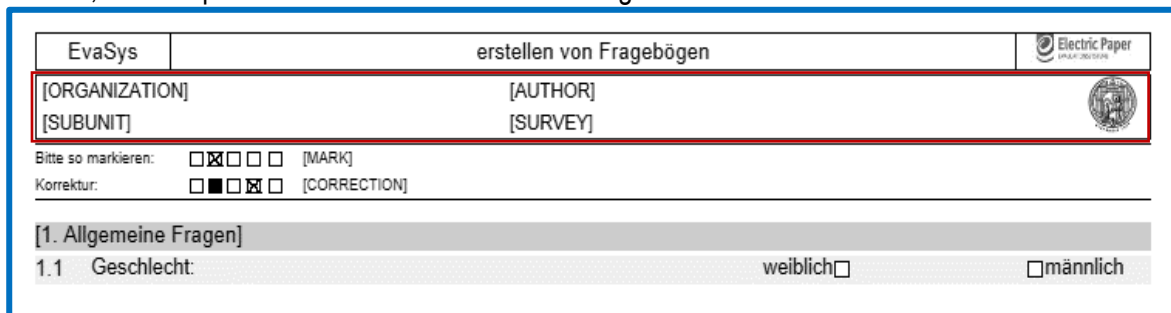 EvaSys erstellen von Fragebögen Electric Paper
[ORGANIZATION] [AUTHOR]
[SUBUNIT] [SURVEY]
Bitte so markieren: [MARK]
Korrektur: [CORRECTION]
[1. Allgemeine Fragen]
1.1 Geschlecht: weiblich männlich